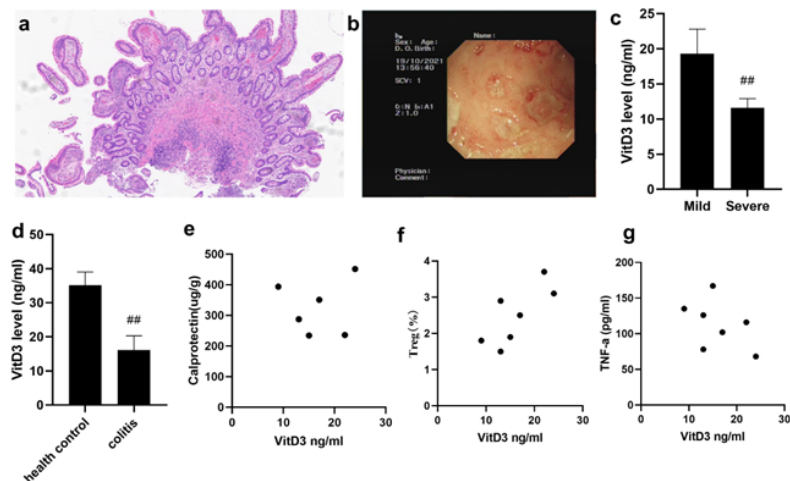 a
b
Name:
Sex: Age:
D.O.Birth:
19/10/2021
13:56:40
SCV: 1
Z:1.0
Physician:
Comment:
c
VitD3 level (ng/ml)
25
20
15
10
5
0
##
Mild Severe
d
VitD3 level (ng/ml)
50
40
30
20
10
0
##
health control
colitis
e
Calprotectin(ug/g)
500
400
300
200
100
0
0 10 20 30
VitD3 ng/ml
f
Treg(%)
4
3
2
1
0
0 10 20 30
VitD3 ng/ml
g
TNF-a (pg/ml)
200
150
100
50
0
0 10 20 30
VitD3 ng/ml